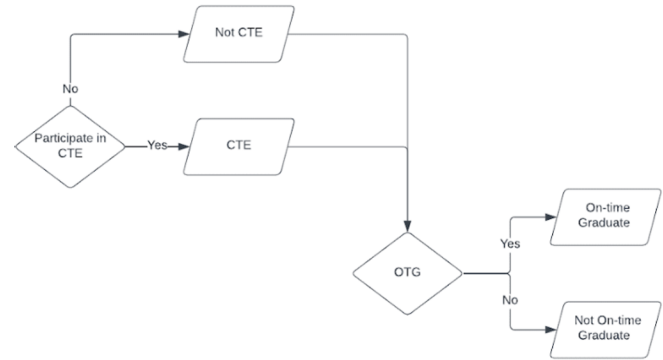 Not CTE
No
Participate in
CTE
Yes
CTE
On-time
Graduate
Yes
OTG
No
Not On-time
Graduate